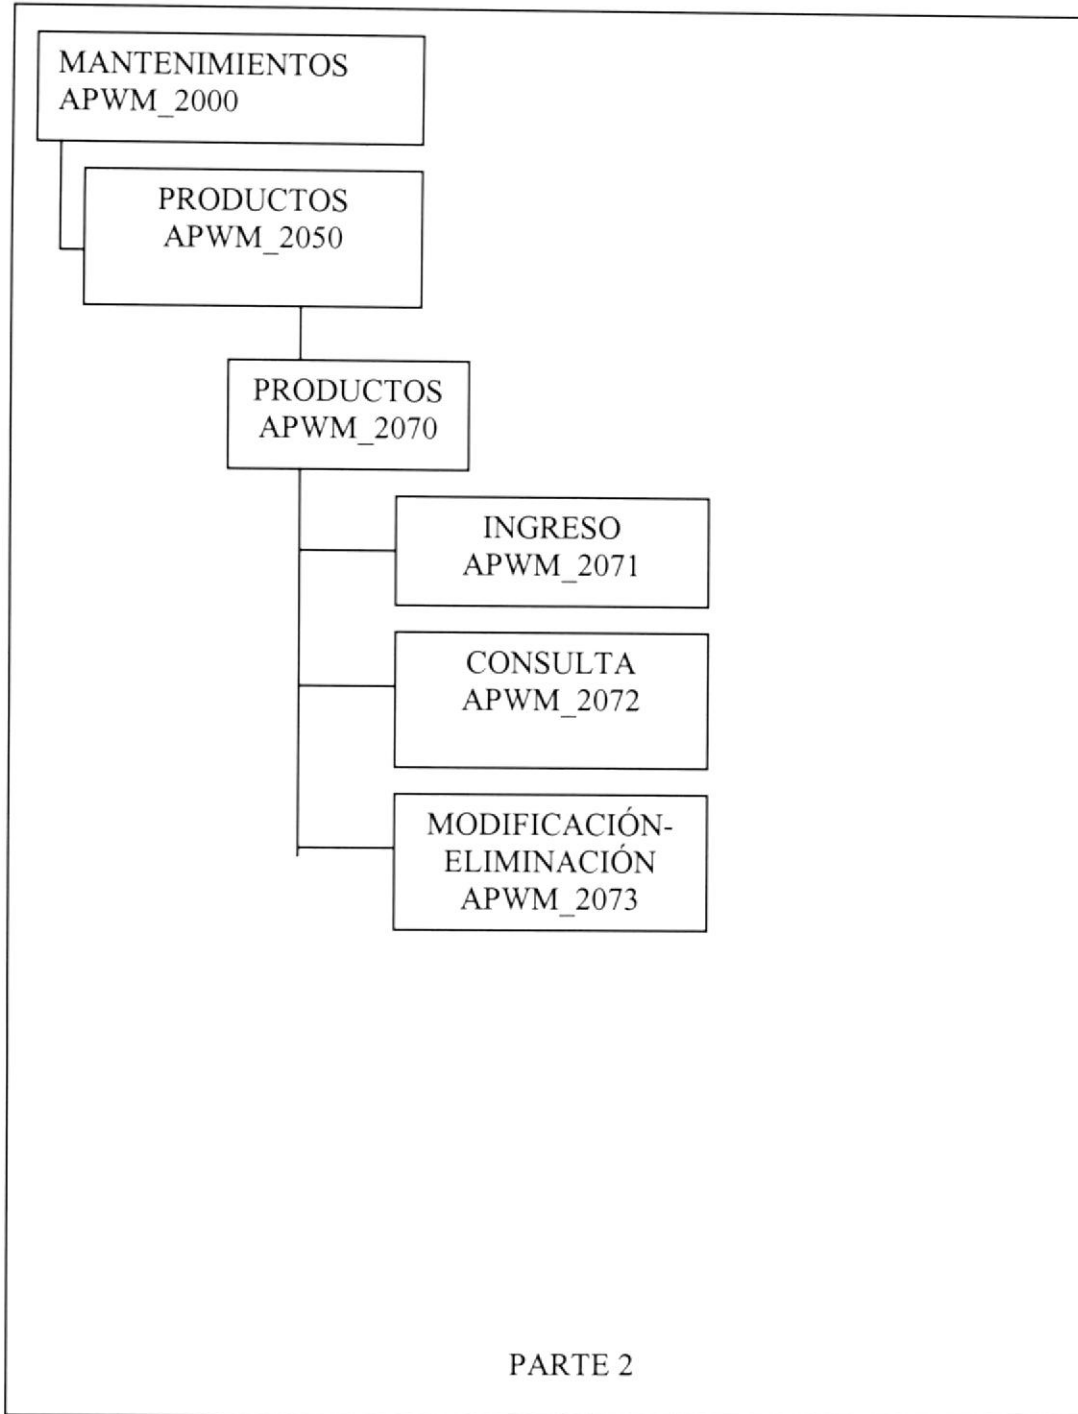 MANTENIMIENTOS
APWM_2000
PRODUCTOS
APWM_2050
PRODUCTOS
APWM_2070
INGRESO
APWM_2071
CONSULTA
APWM_2072
MODIFICACIÓN-
ELIMINACIÓN
APWM_2073
PARTE 2